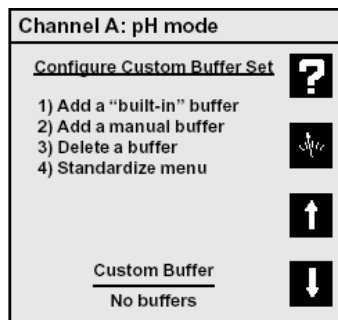 Channel A: pH mode
Configure Custom Buffer Set
1) Add a “built-in” buffer
2) Add a manual buffer
3) Delete a buffer
4) Standardize menu
Custom Buffer
No buffers
?